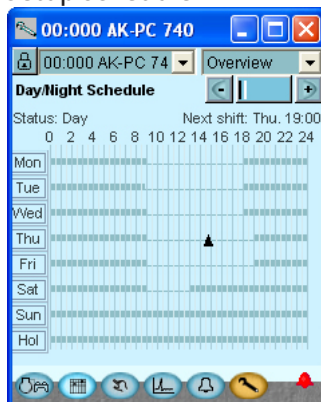 00:000 AK-PC 740
00:000 AK-PC 74 Overview
Day/Night Schedule
Status: Day Next shift: Thu. 19:00
0 2 4 6 8 10 12 14 16 18 20 22 24
Mon
Tue
Wed
Thu
Fri
Sat
Sun
Hol